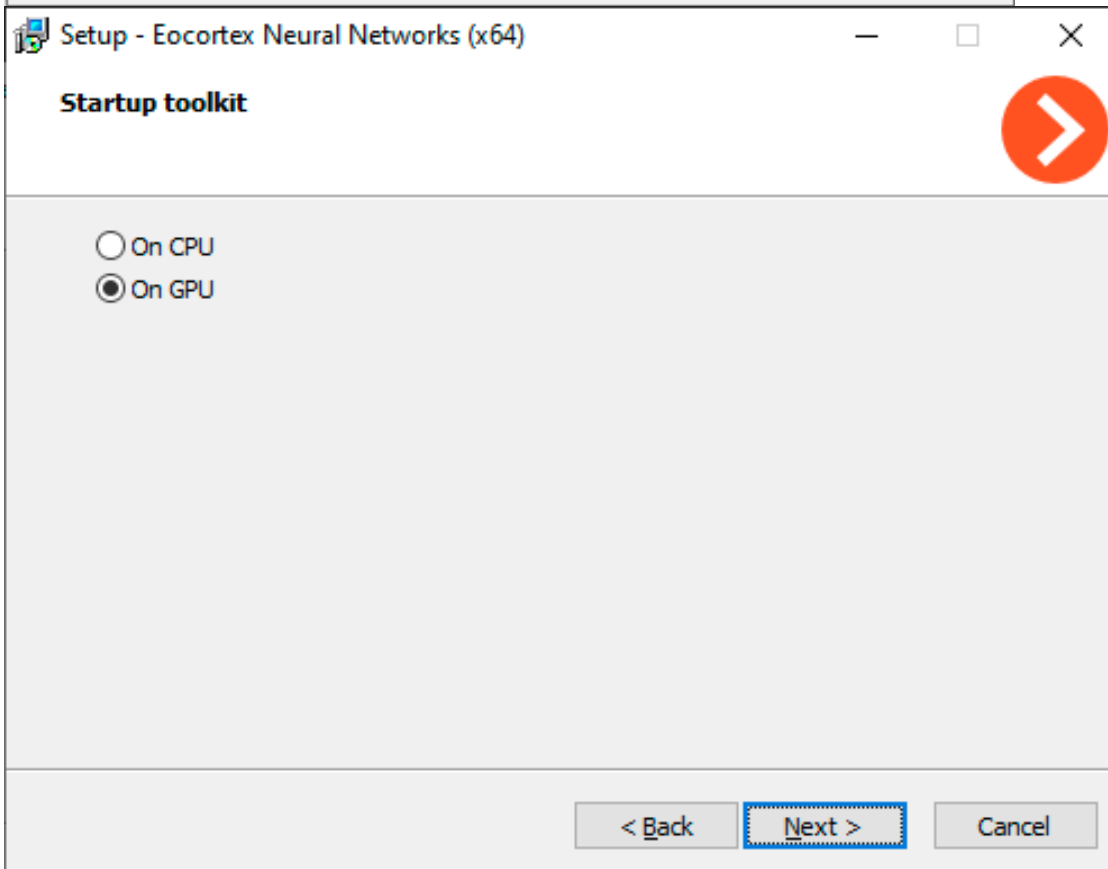 Setup - Eocortex Neural Networks (x64)
Startup toolkit
On CPU
On GPU
< Back Next > Cancel